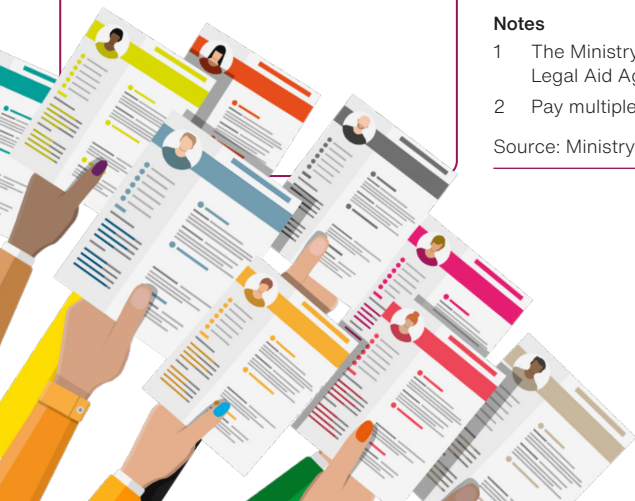 Notes
1 The Ministry
Legal Aid Ag
2 Pay multiple
Source: Ministry